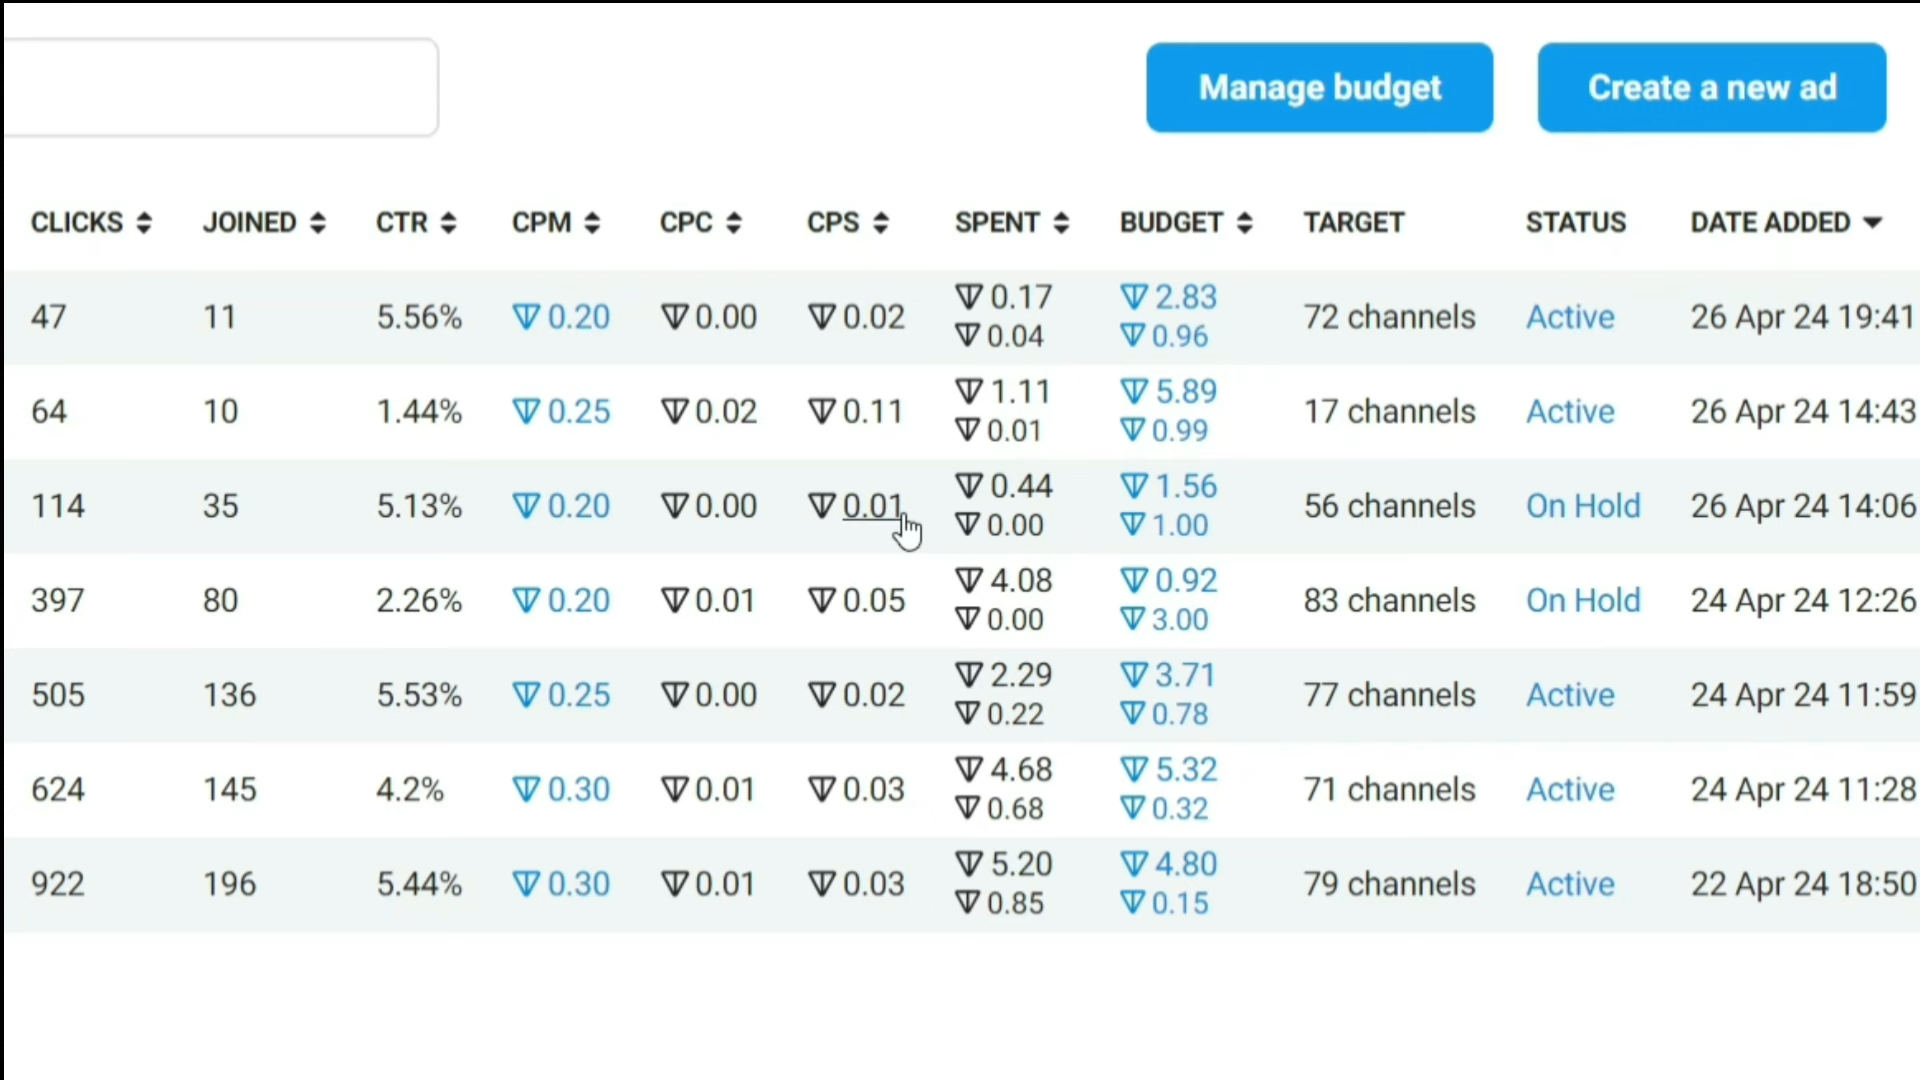 Manage budget Create a new ad
CLICKS JOINED CTR CPM CPC CPS SPENT BUDGET TARGET STATUS DATE ADDED
47 11 5.56% 0.20 0.00 0.02 0.17 2.83 72 channels Active 26 Apr 24 19:41
0.04 0.96
64 10 1.44% 0.25 0.02 0.11 1.11 5.89 17 channels Active 26 Apr 24 14:43
0.01 0.99
114 35 5.13% 0.20 0.00 0.01 0.44 1.56 56 channels On Hold 26 Apr 24 14:06
0.00 1.00
397 80 2.26% 0.20 0.01 0.05 4.08 0.92 83 channels On Hold 24 Apr 24 12:26
0.00 3.00
505 136 5.53% 0.25 0.00 0.02 2.29 3.71 77 channels Active 24 Apr 24 11:59
0.22 0.78
624 145 4.2% 0.30 0.01 0.03 4.68 5.32 71 channels Active 24 Apr 24 11:28
0.68 0.32
922 196 5.44% 0.30 0.01 0.03 5.20 4.80 79 channels Active 22 Apr 24 18:50
0.85 0.15